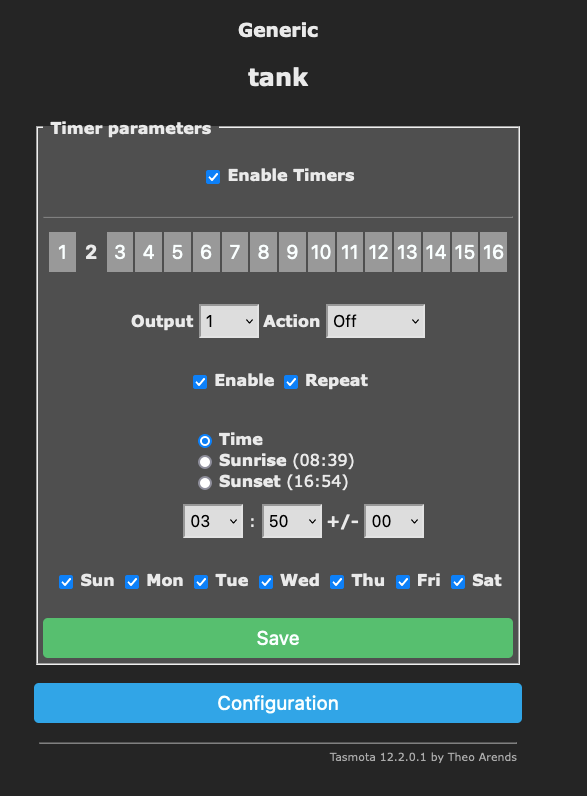 Generic
tank
Timer parameters
Enable Timers
1 2 3 4 5 6 7 8 9 10 11 12 13 14 15 16
Output 1 Action Off
Enable Repeat
Time
Sunrise (08:39)
Sunset (16:54)
03 : 50 +/- 00
Sun Mon Tue Wed Thu Fri Sat
Save
Configuration
Tasmota 12.2.0.1 by Theo Arends